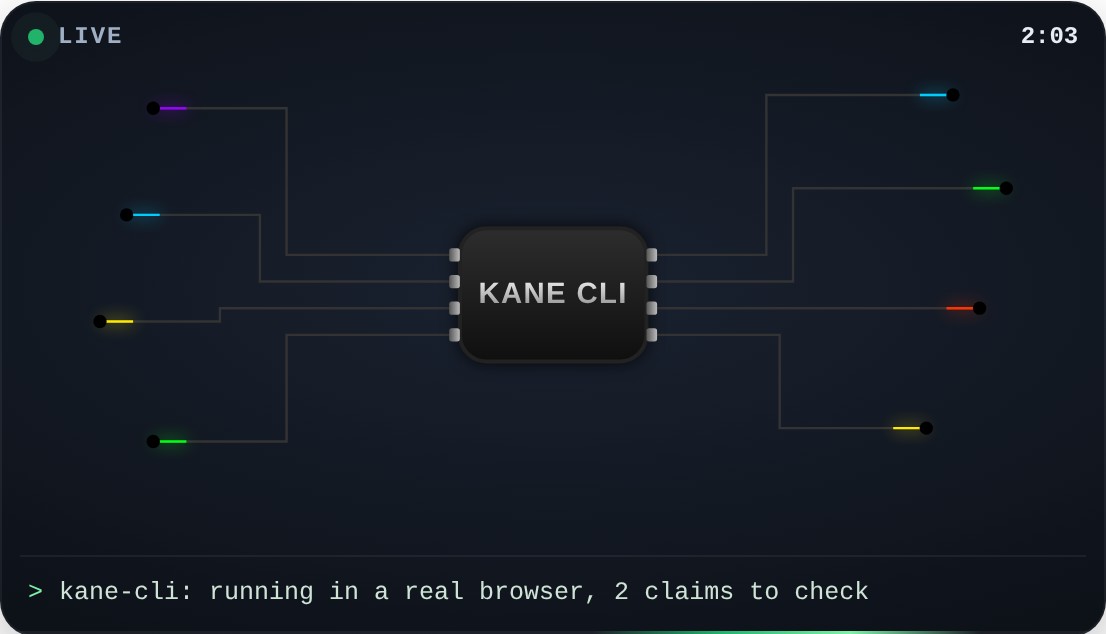 LIVE
2:03
KANE CLI
> kane-cli: running in a real browser, 2 claims to check